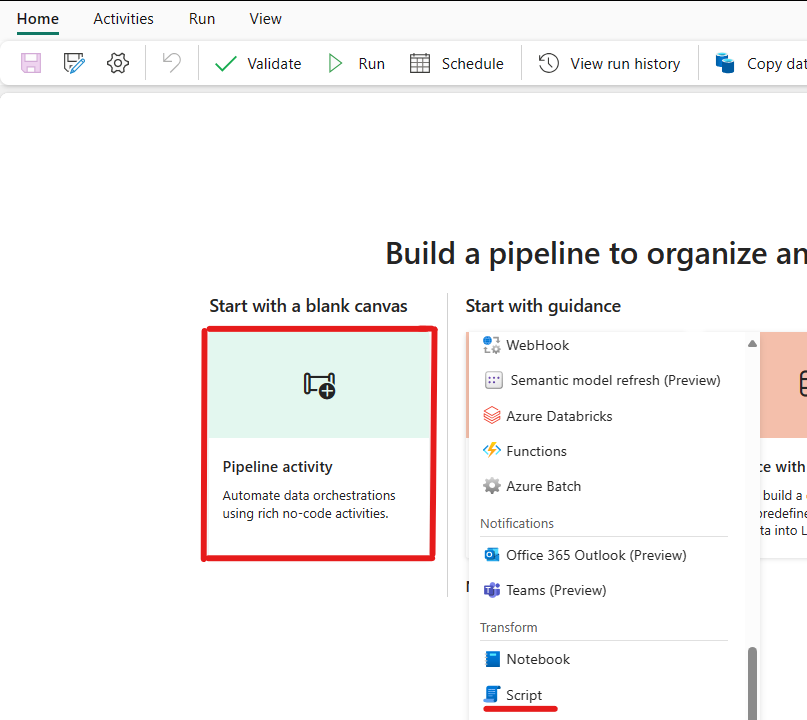 Home Activities Run View
Validate Run Schedule View run history Copy dat
Build a pipeline to organize an
Start with a blank canvas
Pipeline activity
Automate data orchestrations
using rich no-code activities.
Start with guidance
WebHook
Semantic model refresh (Preview)
Azure Databricks
Functions
Azure Batch
Notifications
Office 365 Outlook (Preview)
Teams (Preview)
Transform
Notebook
Script
ce with
build a
predefine
ta into L